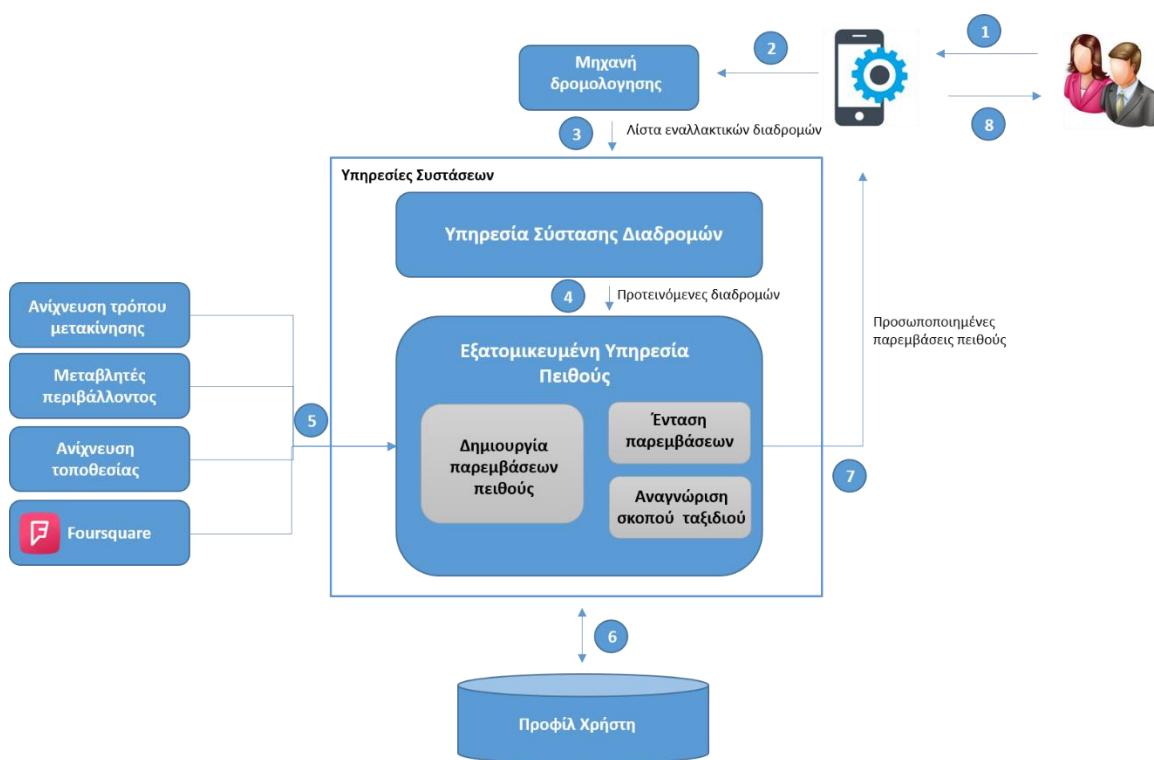 1
2
Μηχανή
δρομολογησης
3
Λίστα εναλλακτικών διαδρομών
8
Υπηρεσίες Συστάσεων
Υπηρεσία Σύστασης Διαδρομών
4
Προτεινόμενες διαδρομών
Ανίχνευση τρόπου
μετακίνησης
Μεταβλητές
περιβάλλοντος
Ανίχνευση
τοποθεσίας
Foursquare
5
Εξατομικευμένη Υπηρεσία
Πειθούς
Δημιουργία
παρεμβάσεων
πειθούς
Ένταση
παρεμβάσεων
Αναγνώριση
σκοπού ταξιδιού
Προσωποποιημένες
παρεμβάσεις πειθούς
7
6
Προφίλ Χρήστη